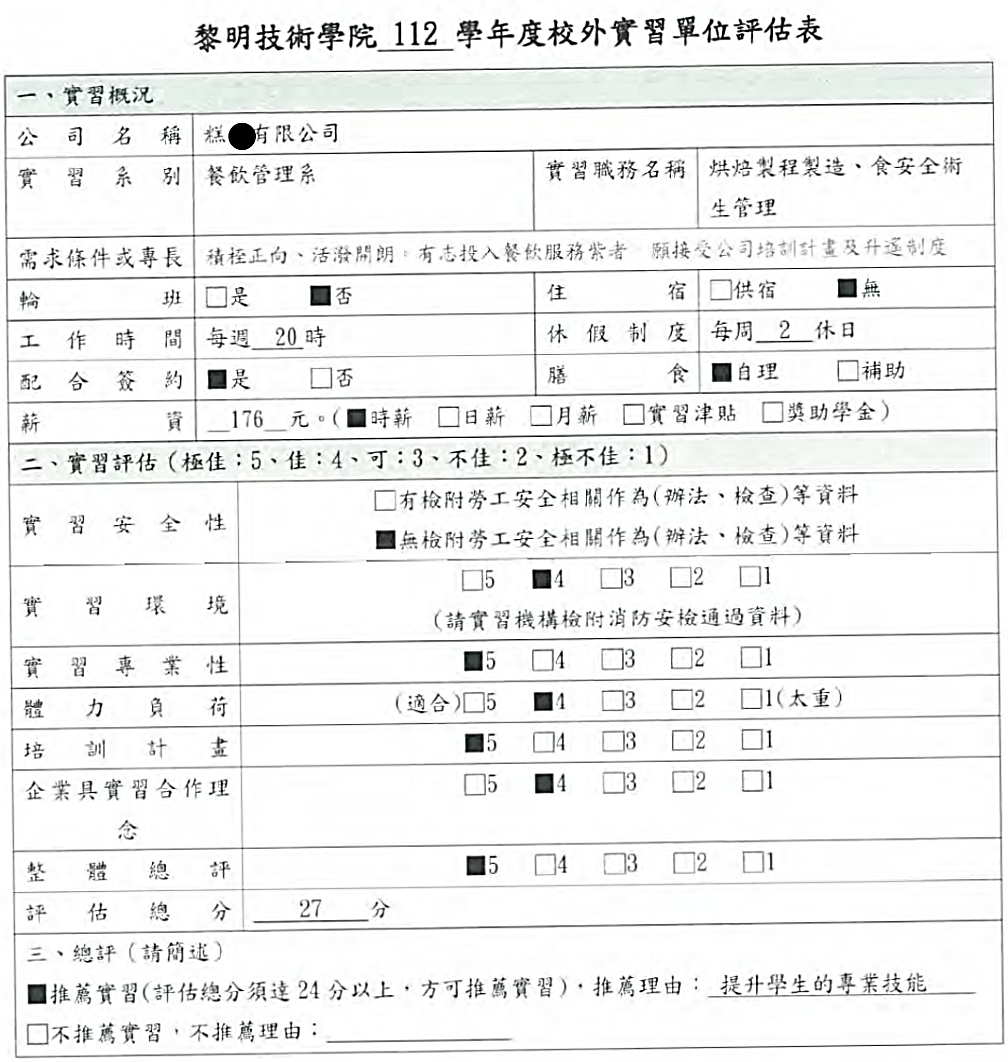 黎明技術學院 112 學年度校外實習單位評估表
一、實習概況
公司名稱 糕●有限公司
實習系別 餐飲管理系 實習職務名稱 烘焙製程製造、食安全術
生管理
需求條件或專長 積極正向、活潑開朗。有志投入餐飲服務業者 願接受公司培訓計畫及升遷制度
輪班 □是 ■否 住宿 □供宿 ■無
工作時間 每週 20 時 休假制度 每周 2 休日
配合簽約 ■是 □否 膳食 ■自理 □補助
薪資 176 元。(■時薪 □日薪 □月薪 □實習津貼 □獎助學金)
二、實習評估(極佳:5、佳:4、可:3、不佳:2、極不佳:1)
實習安全性 □有檢附勞工安全相關作為(辦法、檢查)等資料
■無檢附勞工安全相關作為(辦法、檢查)等資料
實習環境 □5 ■4 □3 □2 □1
(請實習機構檢附消防安檢通過資料)
實習專業性 ■5 □4 □3 □2 □1
體力負荷 (適合)□5 ■4 □3 □2 □1(太重)
培訓計畫 ■5 □4 □3 □2 □1
企業具實習合作理 □5 ■4 □3 □2 □1
念
整體總評 ■5 □4 □3 □2 □1
評估總分 27 分
三、總評(請簡述)
■推薦實習(評估總分須達 24 分以上,方可推薦實習),推薦理由: 提升學生的專業技能
□不推薦實習,不推薦理由: